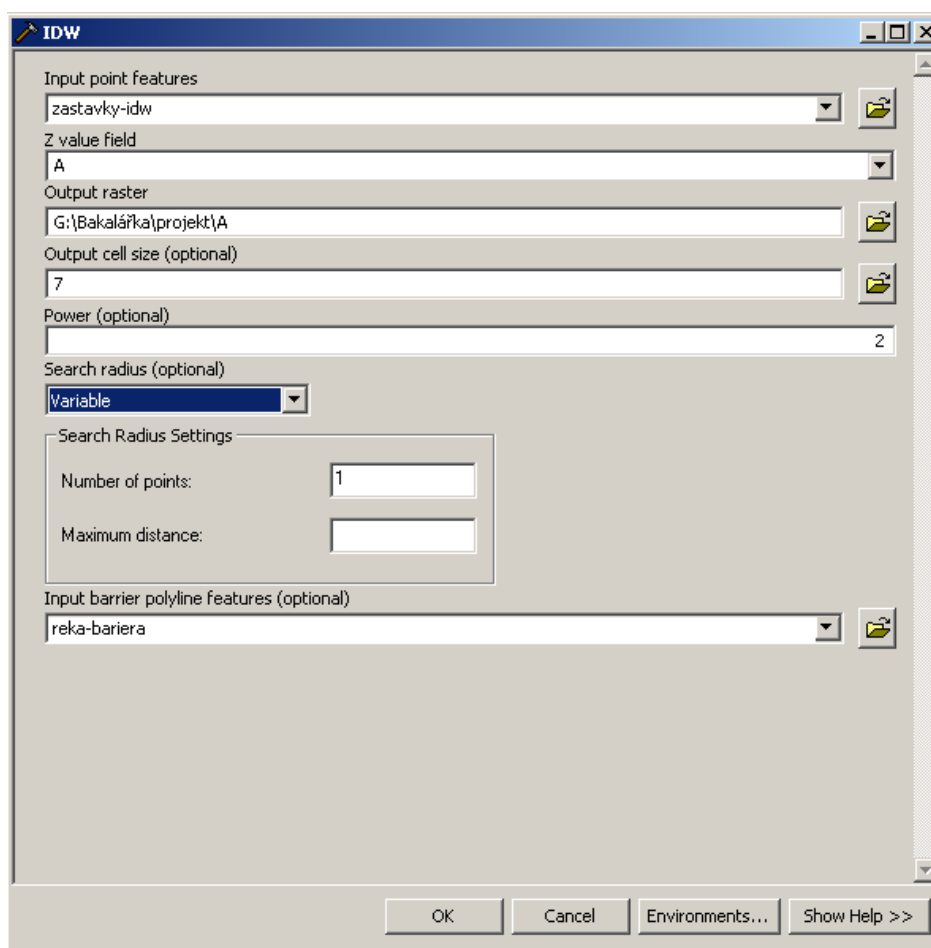 IDW
Input point features
zastavky-idw
Z value field
A
Output raster
G:\Bakalářka\projekt\A
Output cell size (optional)
7
Power (optional)
2
Search radius (optional)
Variable
Search Radius Settings
Number of points:
1
Maximum distance:
Input barrier polyline features (optional)
reka-bariera
OK Cancel Environments... Show Help >>